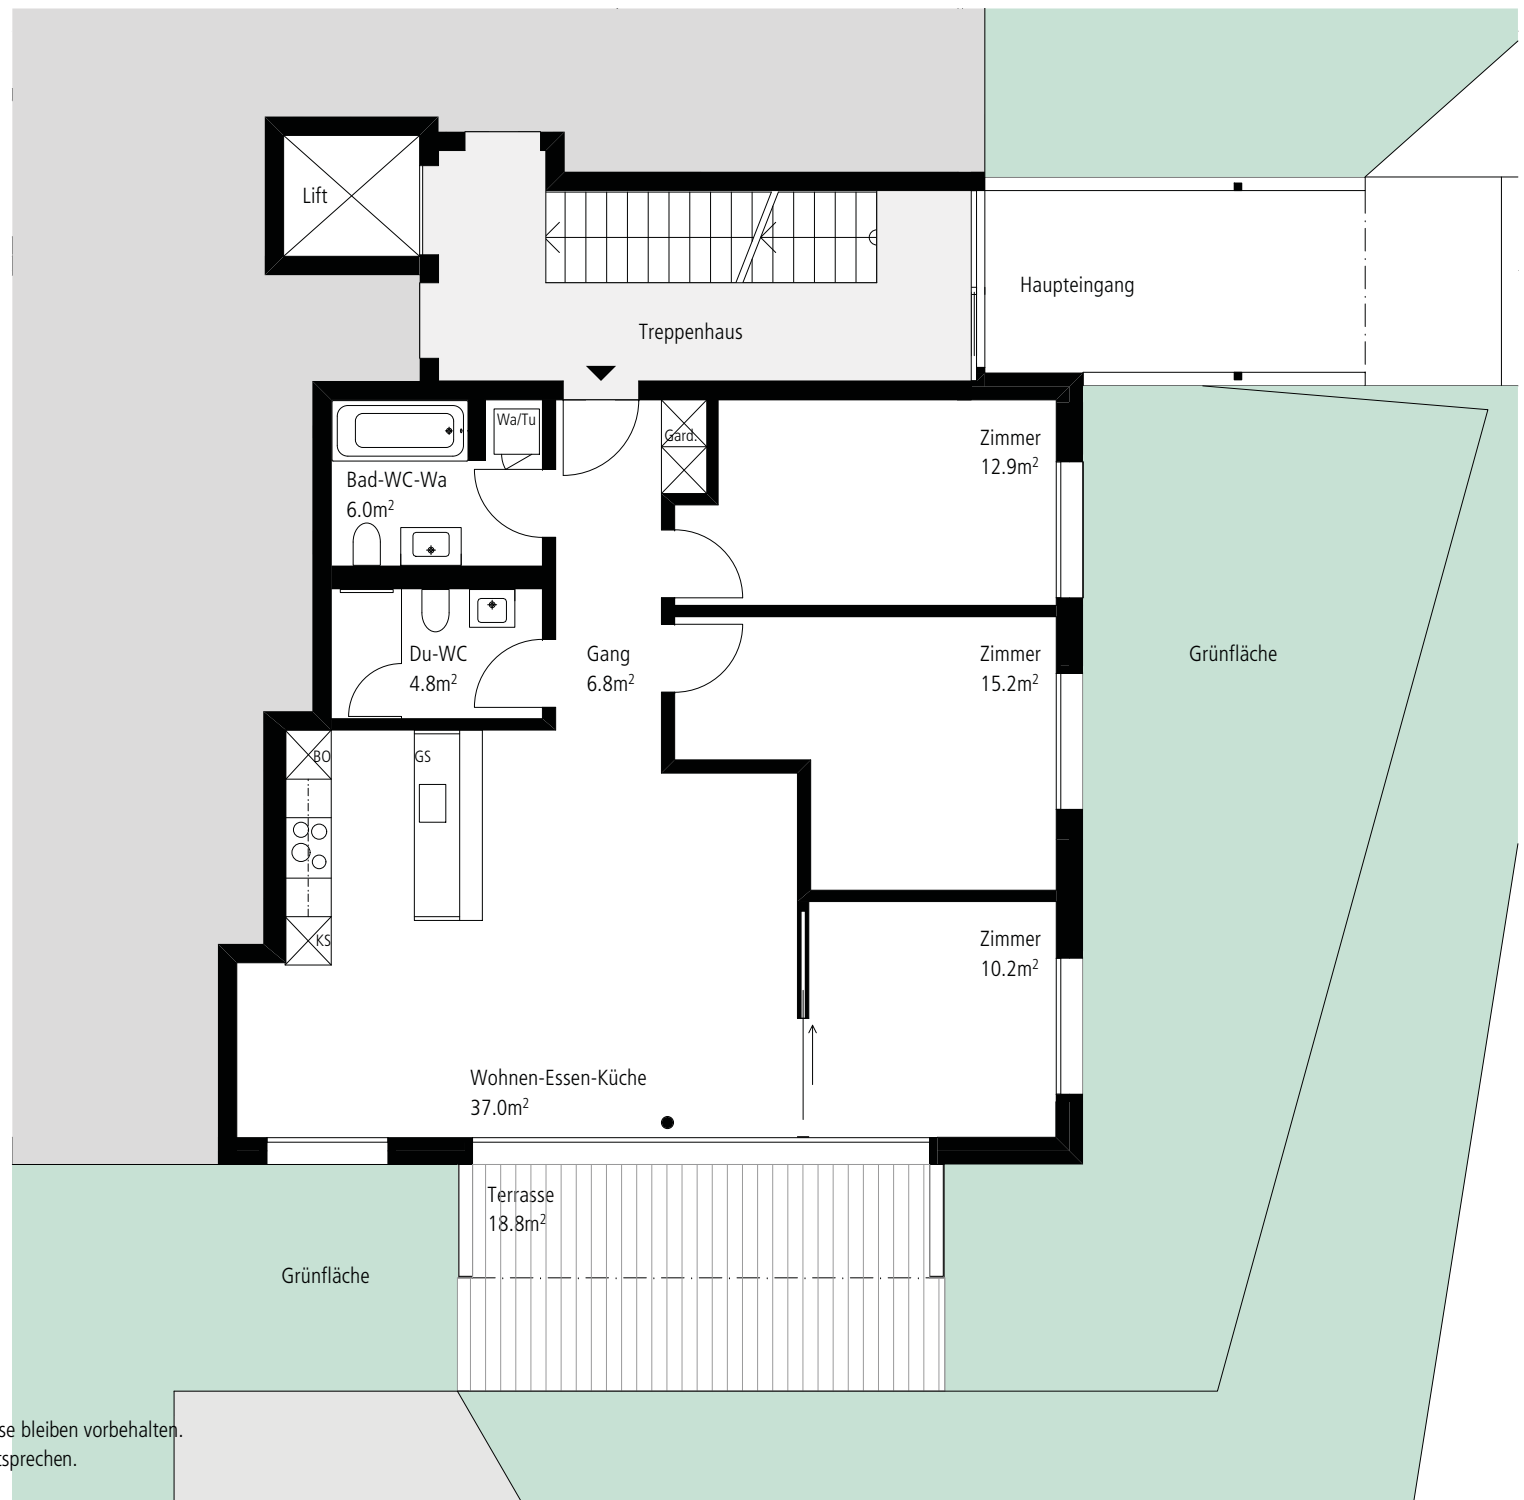 Lift
Haupteingang
Treppenhaus
Wa/Tu
Gard.
Zimmer
12.9m²
Bad-WC-Wa
6.0m²
Du-WC
4.8m²
Gang
6.8m²
Zimmer
15.2m²
Grünfläche
BO
GS
KS
Zimmer
10.2m²
Wohnen-Essen-Küche
37.0m²
Terrasse
18.8m²
Grünfläche
se bleiben vorbehalten.
tsprechen.